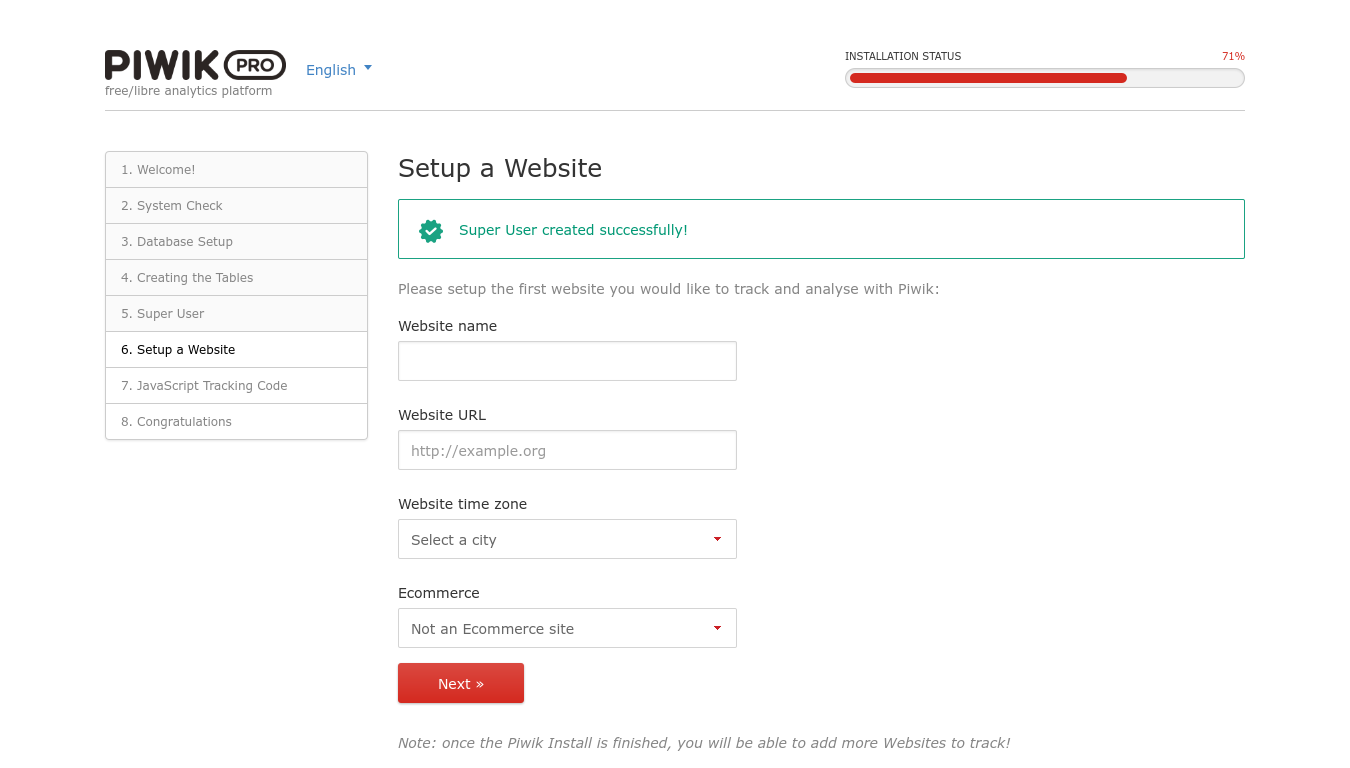 PIWIK PRO
free/libre analytics platform
English
INSTALLATION STATUS 71%
1. Welcome!
2. System Check
3. Database Setup
4. Creating the Tables
5. Super User
6. Setup a Website
7. JavaScript Tracking Code
8. Congratulations
Setup a Website
Super User created successfully!
Please setup the first website you would like to track and analyse with Piwik:
Website name
Website URL
http://example.org
Website time zone
Select a city
Ecommerce
Not an Ecommerce site
Next »
Note: once the Piwik Install is finished, you will be able to add more Websites to track!